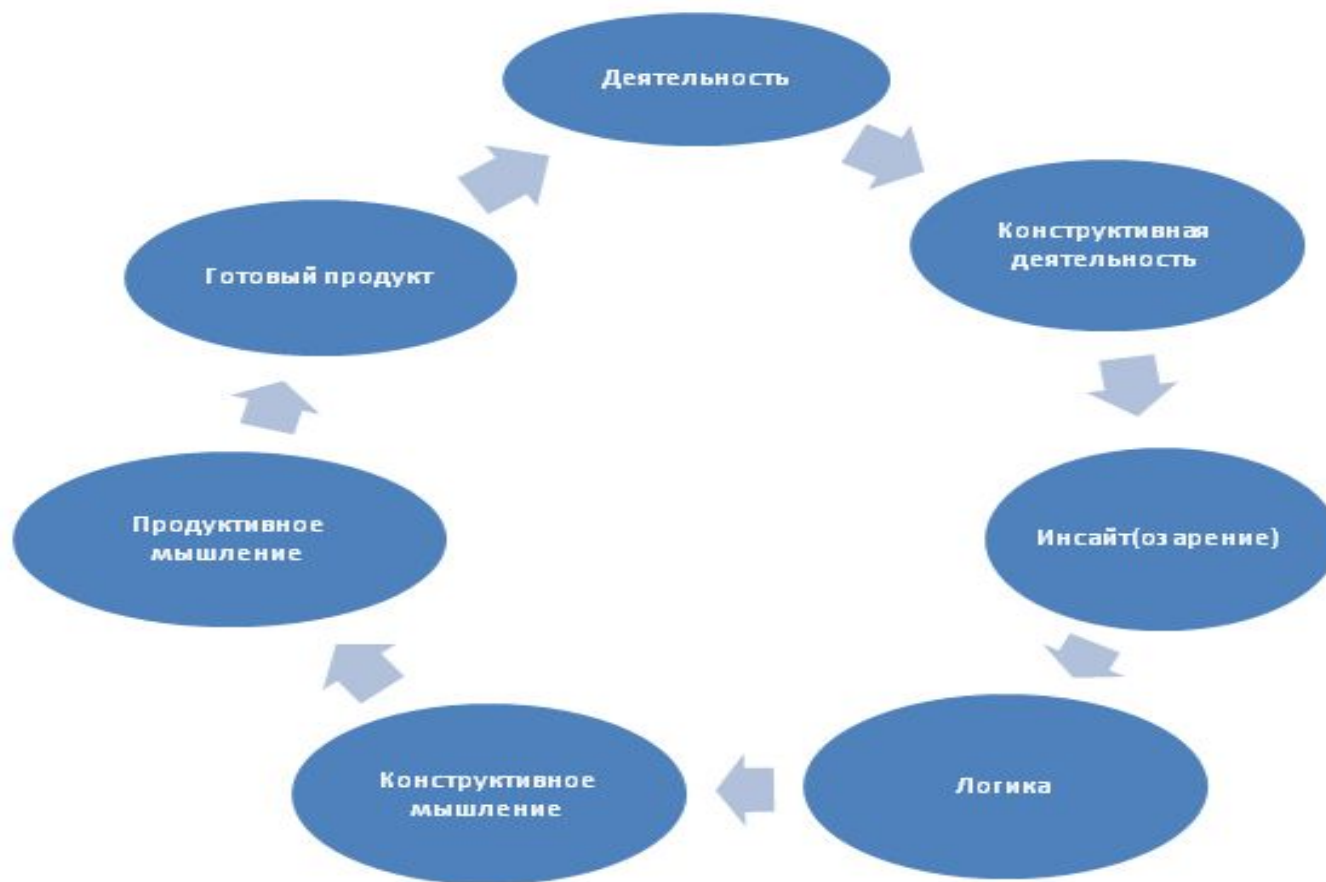 Деятельность
Конструктивная
деятельность
Инсайт(озарение)
Логика
Конструктивное
мышление
Продуктивное
мышление
Готовый продукт